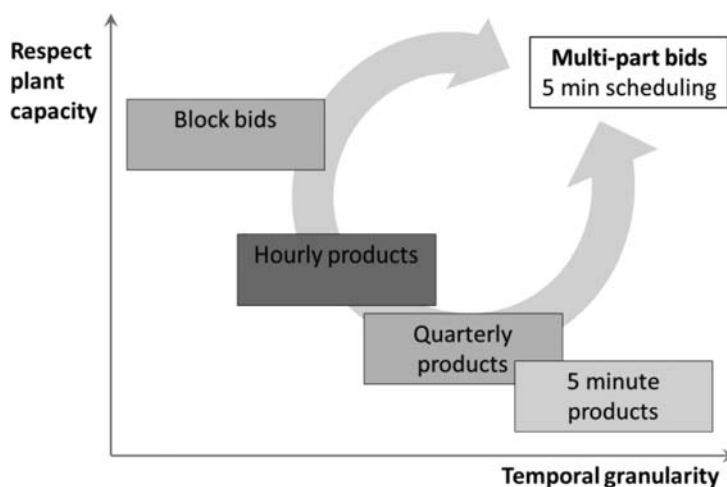 Respect
plant
capacity
Multi-part bids
5 min scheduling
Block bids
Hourly products
Quarterly
products
5 minute
products
Temporal granularity